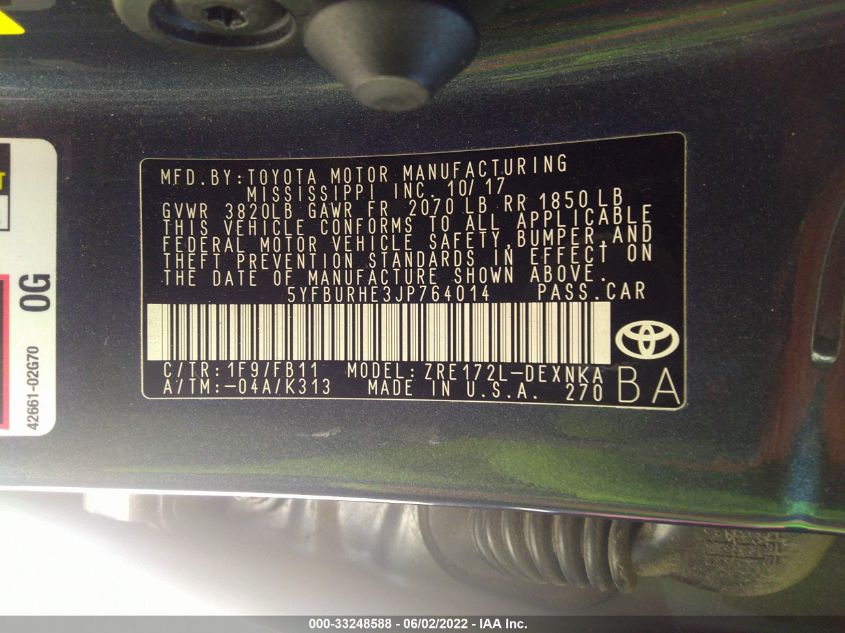 MFD.BY:TOYOTA MOTOR MANUFACTURING
MISSISSIPPI INC. 10/17
GVWR 3820LB GAWR FR 2070 LB RR 1850 LB
THIS VEHICLE CONFORMS TO ALL APPLICABLE
FEDERAL MOTOR VEHICLE SAFETY,BUMPER,AND
THEFT PREVENTION STANDARDS IN EFFECT ON
THE DATE OF MANUFACTURE SHOWN ABOVE.
5YFBURHE3JP764014 PASS.CAR
C/TR:1F9/FB11 MODEL:ZRE172L-DEXNKA
A/TM:-04A/K313 MADE IN U.S.A. 270
BA
0G
42661-02G70
000-33248588 - 06/02/2022 - IAA Inc.